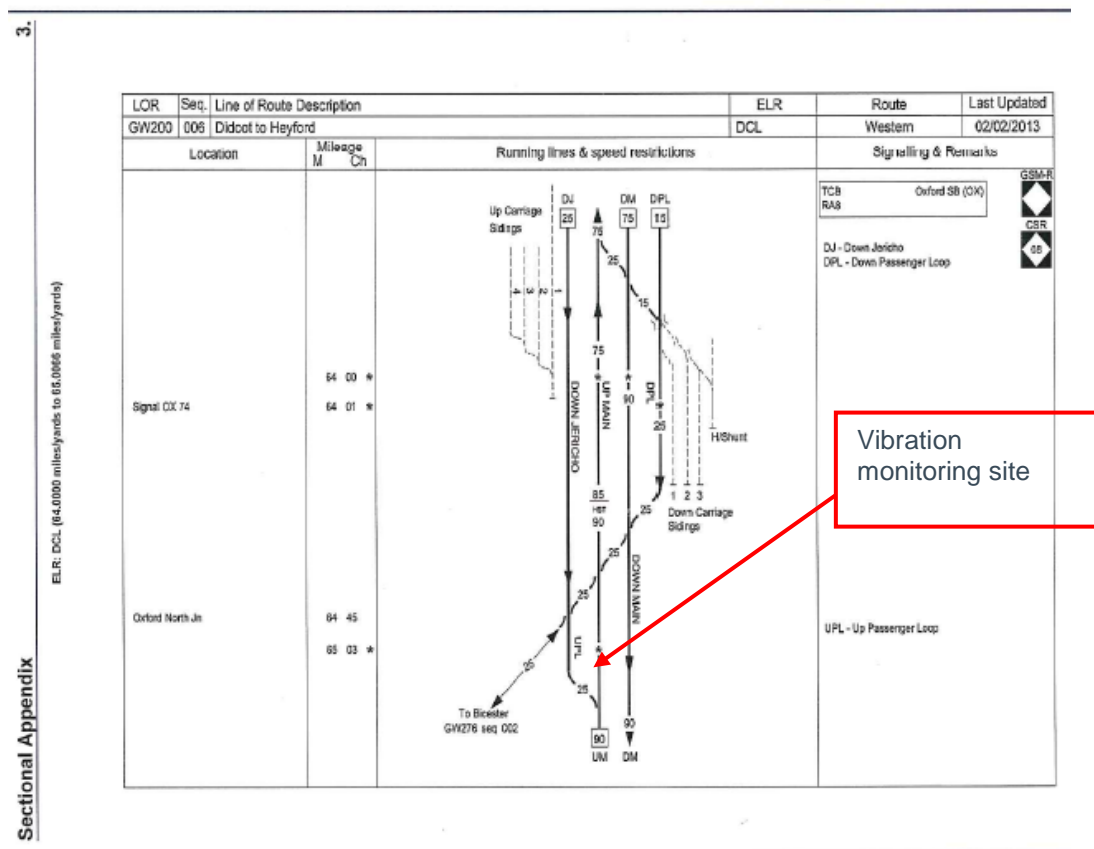 3.
Sectional Appendix
ELR: DCL (64.0000 miles/yards to 65.0066 miles/yards)
LOR Seq. Line of Route Description ELR Route Last Updated
GW200 006 Didcot to Heyford DCL Western 02/02/2013
Location Mileage Running lines & speed restrictions Signalling & Remarks
M Ch
GSM-R
TCB Oxford SB (OX)
RA8
CSR
68
DJ - Down Jericho
DPL - Down Passenger Loop
Up Carriage
Sidings
DJ DM DPL
25 75 75 15
25
15
4 3 2 1
75
64 00 *
Signal OX 74 64 01 *
* * *
90
25
DOWN JERICHO
UP MAIN
DPL
H/Shunt
1 2 3
Down Carriage
Sidings
85
HST
90
25
25
25
25
DOWN MAIN
Vibration
monitoring site
Oxford North Jn 64 45
65 03 *
UPL - Up Passenger Loop
UPL
*
25
25
To Bicester
GW276 seq 002
90
90
UM DM